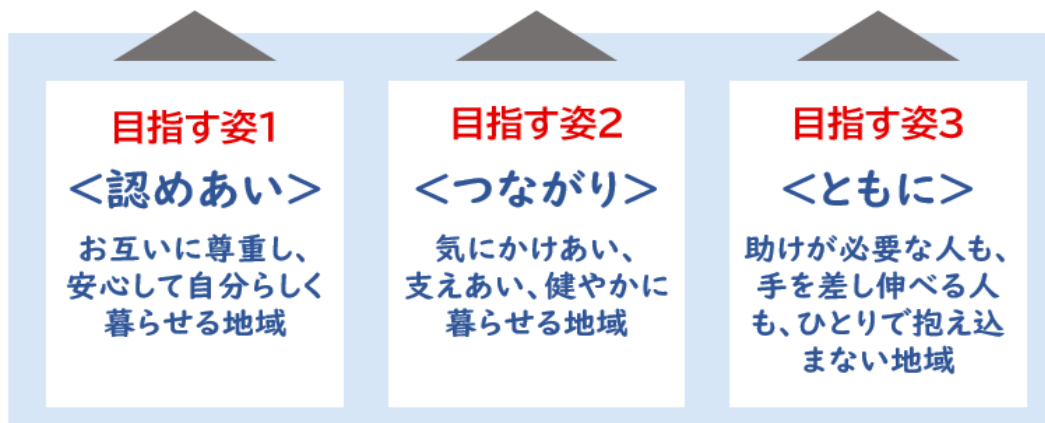 目指す姿1
<認めあい>
お互いに尊重し、
安心して自分らしく
暮らせる地域
目指す姿2
<つながり>
気にかけあい、
支えあい、健やかに
暮らせる地域
目指す姿3
<ともに>
助けが必要な人も、
手を差し伸べる人
も、ひとりで抱え込
まない地域